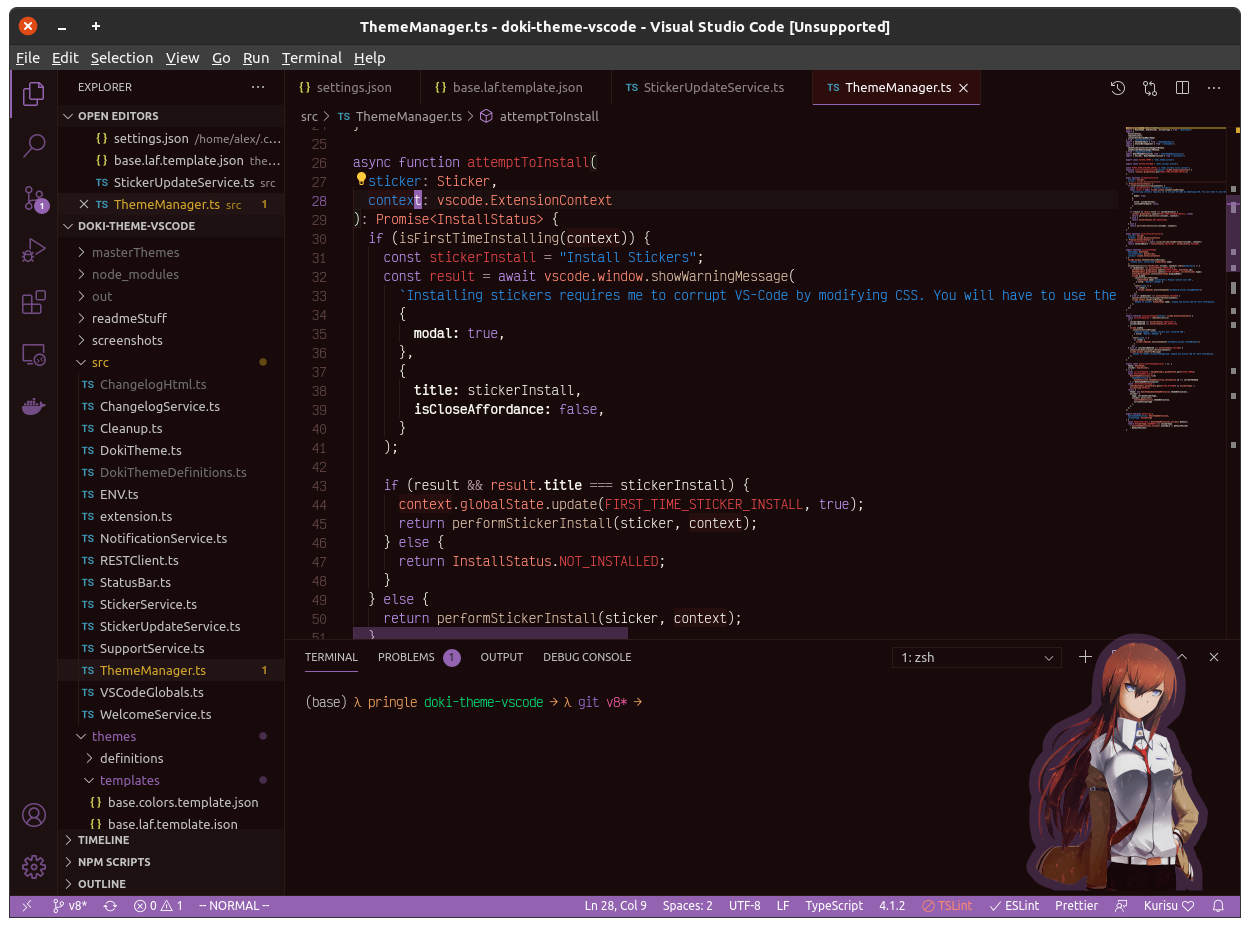 ThemeManager.ts - doki-theme-vscode - Visual Studio Code [Unsupported]
File Edit Selection View Go Run Terminal Help
EXPLORER
OPEN EDITORS
{} settings.json /home/alex/.c...
{} base.laf.template.json the...
TS StickerUpdateService.ts src
TS ThemeManager.ts src 1
DOKI-THEME-VSCODE
masterThemes
node_modules
out
readmeStuff
screenshots
src
TS ChangelogHtml.ts
TS ChangelogService.ts
TS Cleanup.ts
TS DokiTheme.ts
TS DokiThemeDefinitions.ts
TS ENV.ts
TS extension.ts
TS NotificationService.ts
TS RESTClient.ts
TS StatusBar.ts
TS StickerService.ts
TS StickerUpdateService.ts
TS SupportService.ts
TS ThemeManager.ts 1
TS VSCodeGlobals.ts
TS WelcomeService.ts
themes
definitions
templates
{} base.colors.template.json
{} base.laf.template.json
TIMELINE
NPM SCRIPTS
OUTLINE
1
{} settings.json {} base.laf.template.json TS StickerUpdateService.ts TS ThemeManager.ts
src > TS ThemeManager.ts > attemptToInstall
25
26 async function attemptToInstall(
27 sticker: Sticker,
28 context: vscode.ExtensionContext
29 ): Promise<InstallStatus> {
30 if (isFirstTimeInstalling(context)) {
31 const stickerInstall = "Install Stickers";
32 const result = await vscode.window.showWarningMessage(
33 `Installing stickers requires me to corrupt VS-Code by modifying CSS. You will have to use the
34 {
35 modal: true,
36 },
37 {
38 title: stickerInstall,
39 isCloseAffordance: false,
40 }
41 );
42
43 if (result && result.title === stickerInstall) {
44 context.globalState.update(FIRST_TIME_STICKER_INSTALL, true);
45 return performStickerInstall(sticker, context);
46 } else {
47 return InstallStatus.NOT_INSTALLED;
48 }
49 } else {
50 return performStickerInstall(sticker, context);
51 }
TERMINAL PROBLEMS 1 OUTPUT DEBUG CONSOLE 1: zsh
(base) λ pringle doki-theme-vscode → λ git v8* →
v8* 0 1 -- NORMAL -- Ln 28, Col 9 Spaces: 2 UTF-8 LF TypeScript 4.1.2 TSLint ESLint Prettier Kurisu